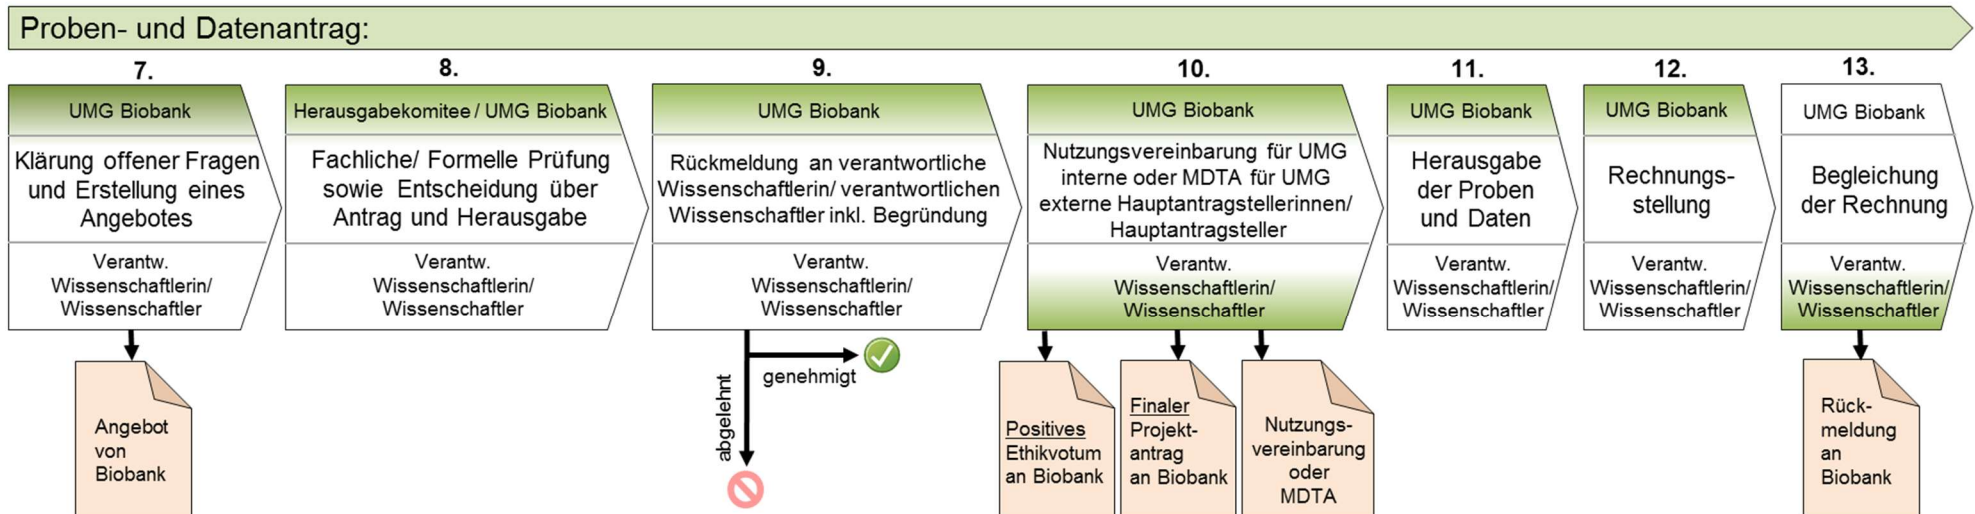 Proben- und Datenantrag:
7.
UMG Biobank
Klärung offener Fragen
und Erstellung eines
Angebotes
Verantw.
Wissenschaftlerin/
Wissenschaftler
Angebot
von
Biobank
8.
Herausgabekomitee / UMG Biobank
Fachliche/ Formelle Prüfung
sowie Entscheidung über
Antrag und Herausgabe
Verantw.
Wissenschaftlerin/
Wissenschaftler
9.
UMG Biobank
Rückmeldung an verantwortliche
Wissenschaftlerin/ verantwortlichen
Wissenschaftler inkl. Begründung
Verantw.
Wissenschaftlerin/
Wissenschaftler
genehmigt
abgelehnt
10.
UMG Biobank
Nutzungsvereinbarung für UMG
interne oder MDTA für UMG
externe Hauptantragstellerinnen/
Hauptantragsteller
Verantw.
Wissenschaftlerin/
Wissenschaftler
Positives
Ethikvotum
an Biobank
Finaler
Projekt-
antrag
an Biobank
Nutzungs-
vereinbarung
oder
MDTA
11.
UMG Biobank
Herausgabe
der Proben
und Daten
Verantw.
Wissenschaftlerin/
Wissenschaftler
12.
UMG Biobank
Rechnungs-
stellung
Verantw.
Wissenschaftlerin/
Wissenschaftler
13.
UMG Biobank
Begleichung
der Rechnung
Verantw.
Wissenschaftlerin/
Wissenschaftler
Rück-
meldung
an
Biobank